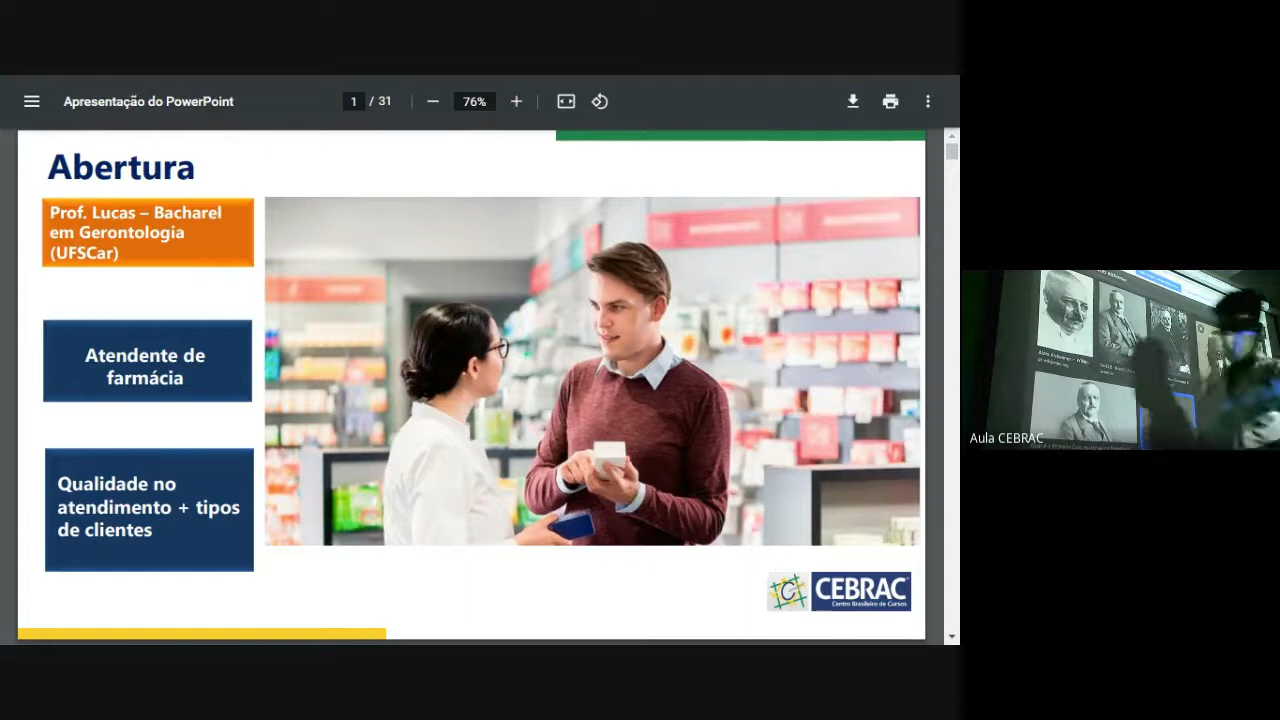 Apresentação do PowerPoint
1 / 31
76%
Abertura
Prof. Lucas – Bacharel
em Gerontologia
(UFSCar)
Atendente de
farmácia
Qualidade no
atendimento + tipos
de clientes
CEBRAC
Centro Brasileiro de Cursos
Aula CEBRAC